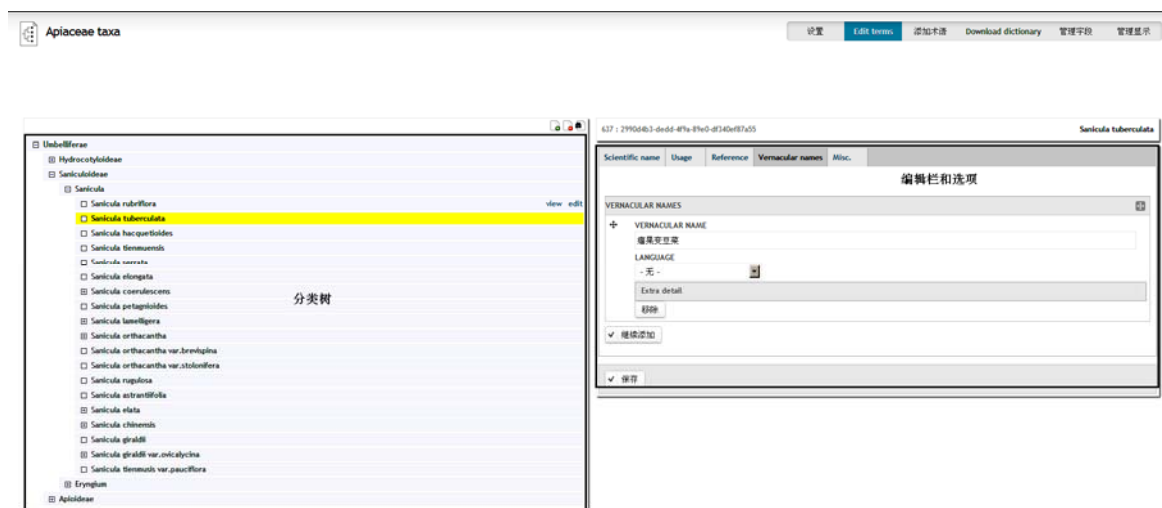 Apiaceae taxa
设置 Edit terms 添加术语 Download dictionary 管理字段 管理显示
Umbelliferae
Hydrocotyloideae
Saniculoideae
Sanicula
Sanicula rubriflora view edit
Sanicula tuberculata
Sanicula hacquetioides
Sanicula tienmuensis
Sanicula serrata
Sanicula elongata
Sanicula coerulescens
Sanicula petagnioides
Sanicula lamelligera
Sanicula orthacantha
Sanicula orthacantha var.brevispina
Sanicula orthacantha var.stolonifera
Sanicula rugulosa
Sanicula astrantiifolia
Sanicula elata
Sanicula chinensis
Sanicula giraldii
Sanicula giraldii var.ovicalycina
Sanicula tienmusis var.pauciflora
Eryngium
Apioideae
分类树
637 : 2990d4b3-dedd-4f9a-89e0-df340ef87a55 Sanicula tuberculata
Scientific name Usage Reference Vernacular names Misc.
编辑栏和选项
VERNACULAR NAMES
VERNACULAR NAME
瘤果变豆菜
LANGUAGE
- 无 -
Extra detail
移除
继续添加
保存